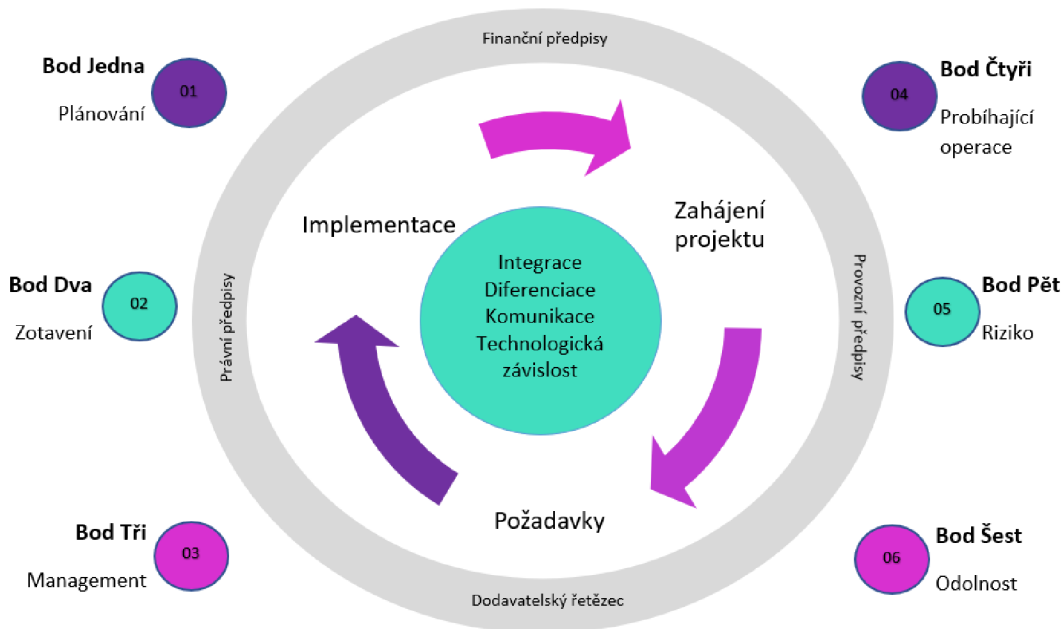 Finanční předpisy
Bod Jedna
01
Plánování
Bod Čtyři
04
Probíhající
operace
Implementace
Zahájení
projektu
Integrace
Diferenciace
Komunikace
Technologická
závislost
Bod Dva
02
Zotavení
Právní předpisy
Provozní předpisy
Bod Pět
05
Riziko
Požadavky
Bod Tři
03
Management
Bod Šest
06
Odolnost
Dodavatelský řetězec